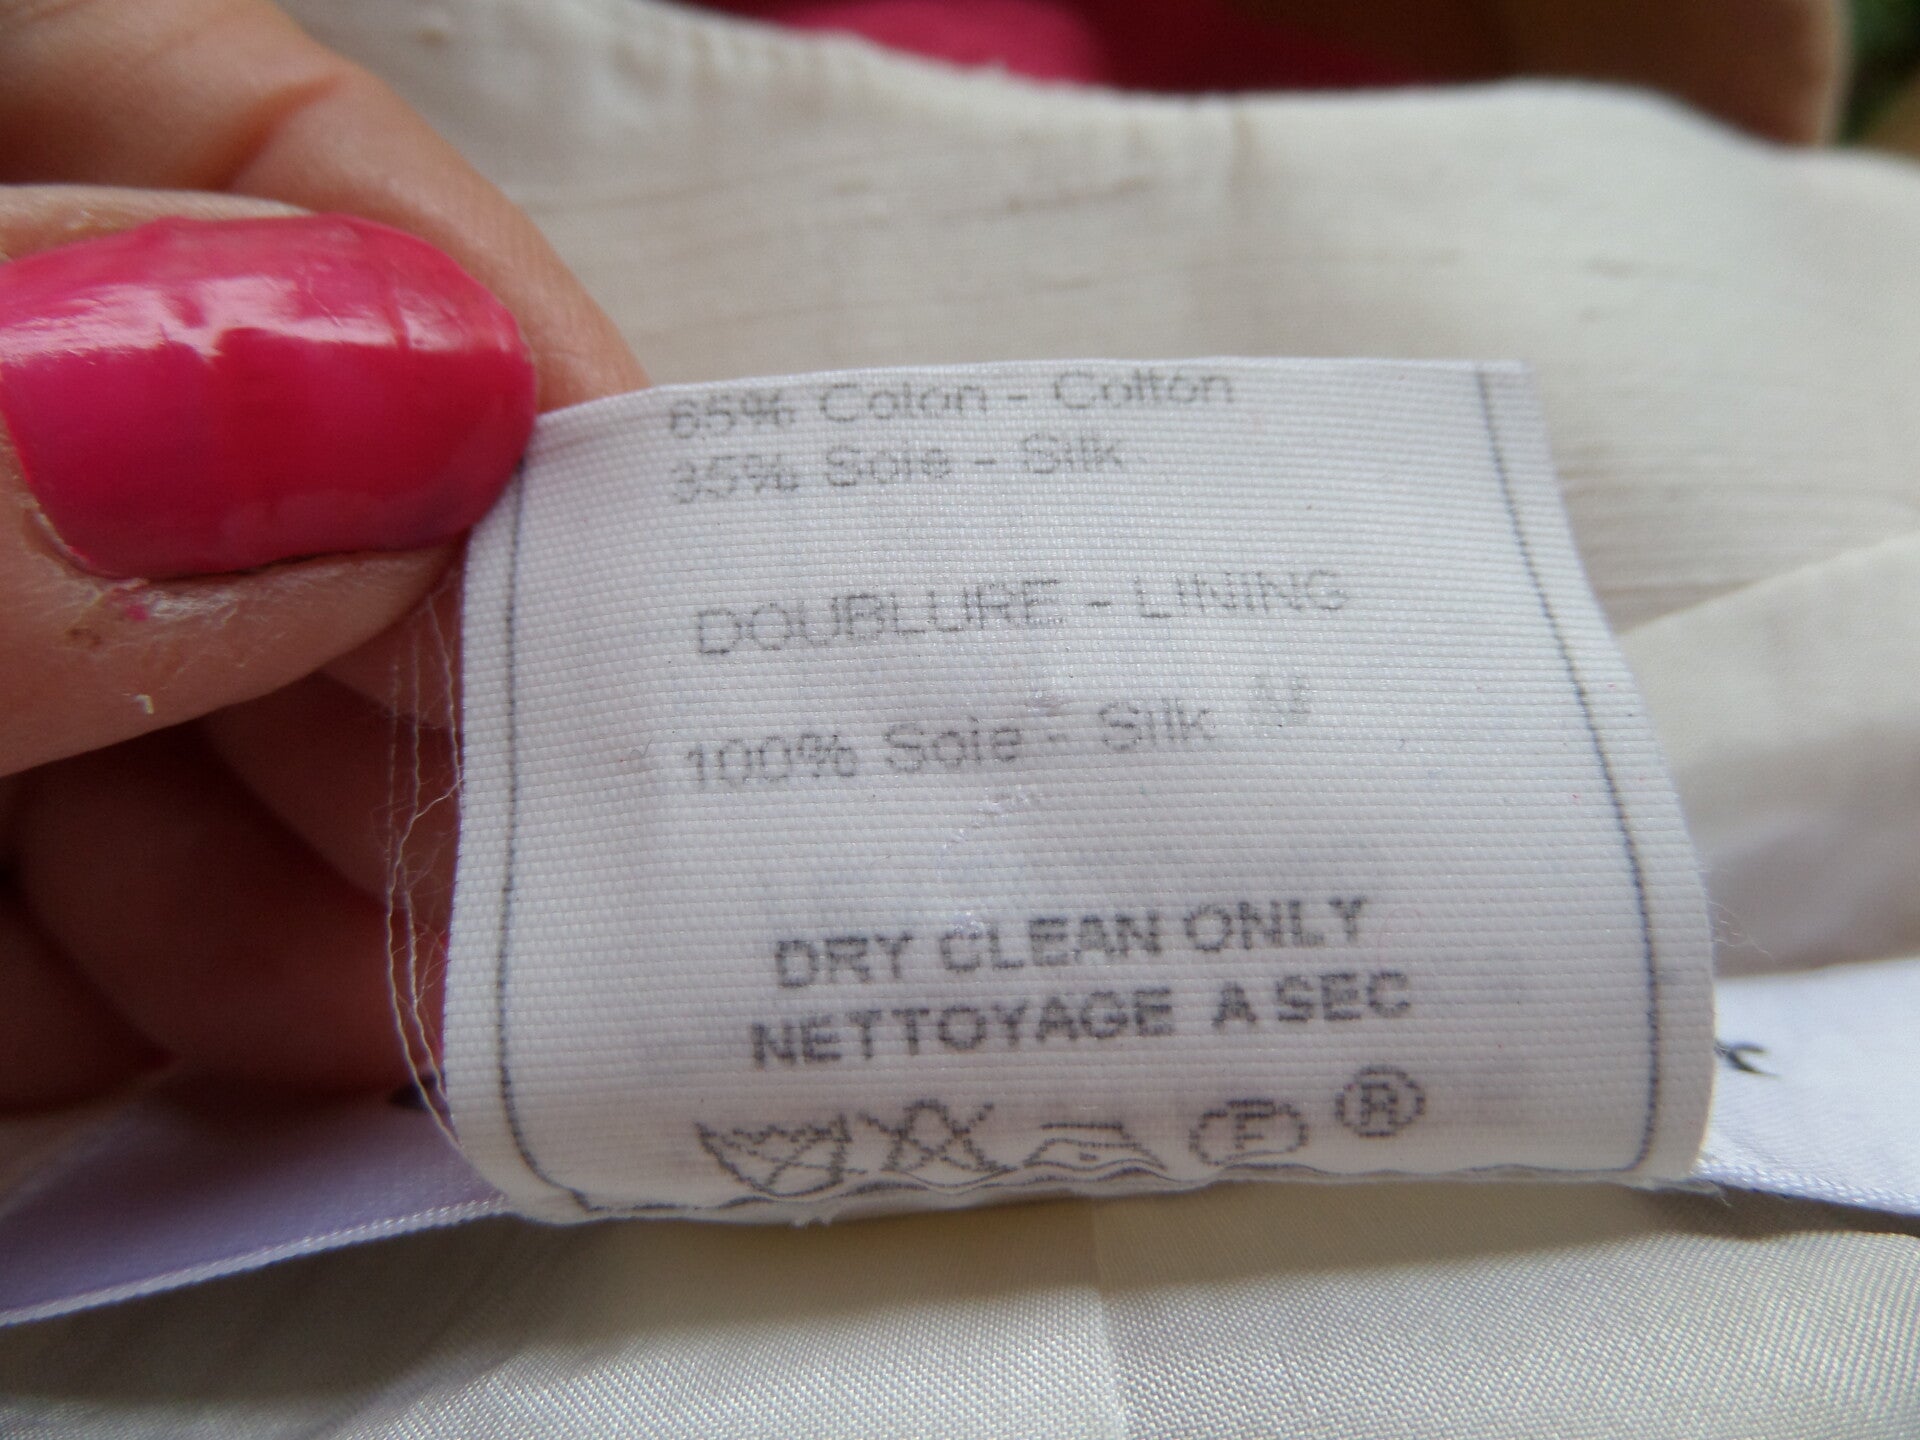 65% Coton - Cotton
35% Soie - Silk
DOUBLURE - LINING
100% Soie - Silk
DRY CLEAN ONLY
NETTOYAGE A SEC
F ®